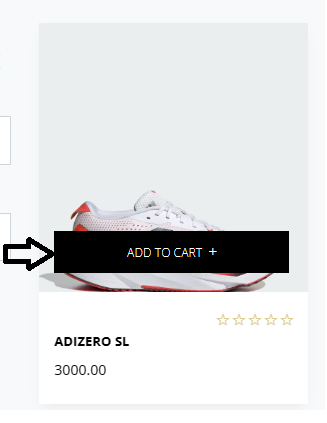 ADD TO CART +
ADIZERO SL
3000.00